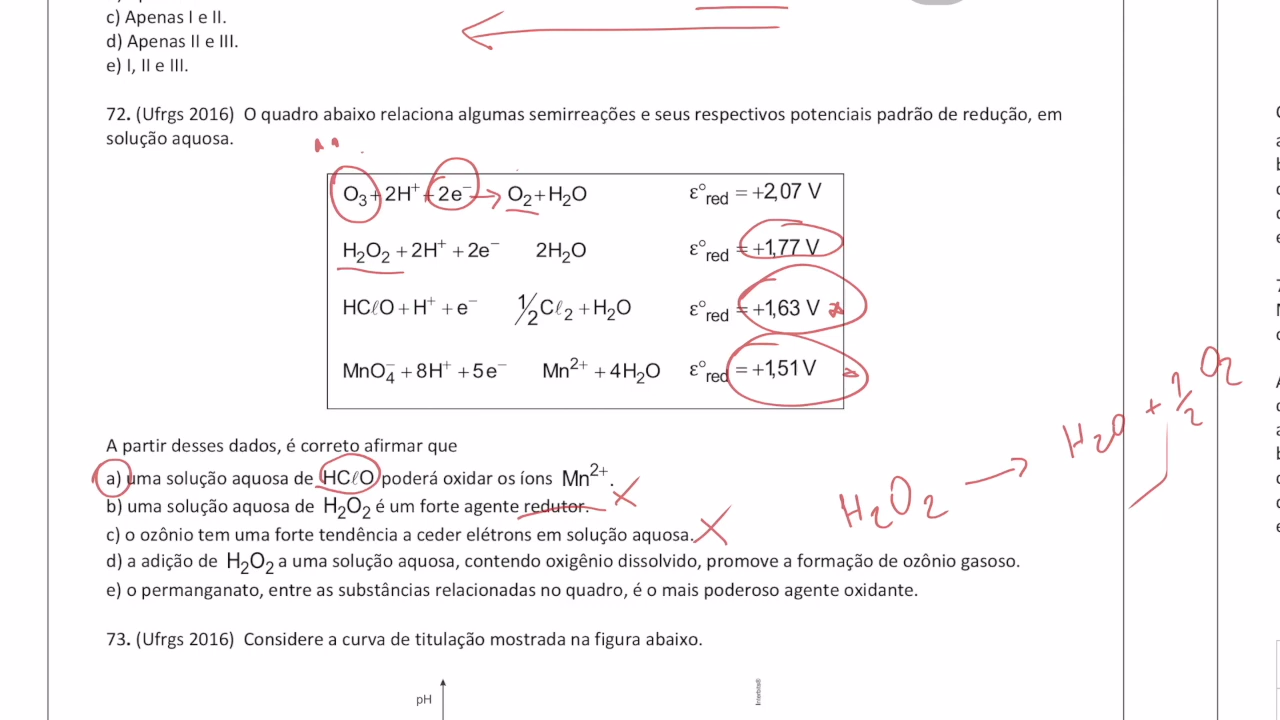 c) Apenas I e II.
d) Apenas II e III.
e) I, II e III.
72. (Ufrgs 2016) O quadro abaixo relaciona algumas semirreações e seus respectivos potenciais padrão de redução, em
solução aquosa.
O₃ + 2H⁺ + 2e⁻ → O₂ + H₂O ε°red = +2,07 V
H₂O₂ + 2H⁺ + 2e⁻ 2H₂O ε°red = +1,77 V
HCℓO + H⁺ + e⁻ 1/2 Cℓ₂ + H₂O ε°red = +1,63 V
MnO₄⁻ + 8H⁺ + 5e⁻ Mn²⁺ + 4H₂O ε°red = +1,51 V
A partir desses dados, é correto afirmar que
a) uma solução aquosa de HCℓO poderá oxidar os íons Mn²⁺.
b) uma solução aquosa de H₂O₂ é um forte agente redutor.
c) o ozônio tem uma forte tendência a ceder elétrons em solução aquosa.
d) a adição de H₂O₂ a uma solução aquosa, contendo oxigênio dissolvido, promove a formação de ozônio gasoso.
e) o permanganato, entre as substâncias relacionadas no quadro, é o mais poderoso agente oxidante.
H₂O₂ → H₂O + 1/2 O₂
73. (Ufrgs 2016) Considere a curva de titulação mostrada na figura abaixo.
pH
Interbits®